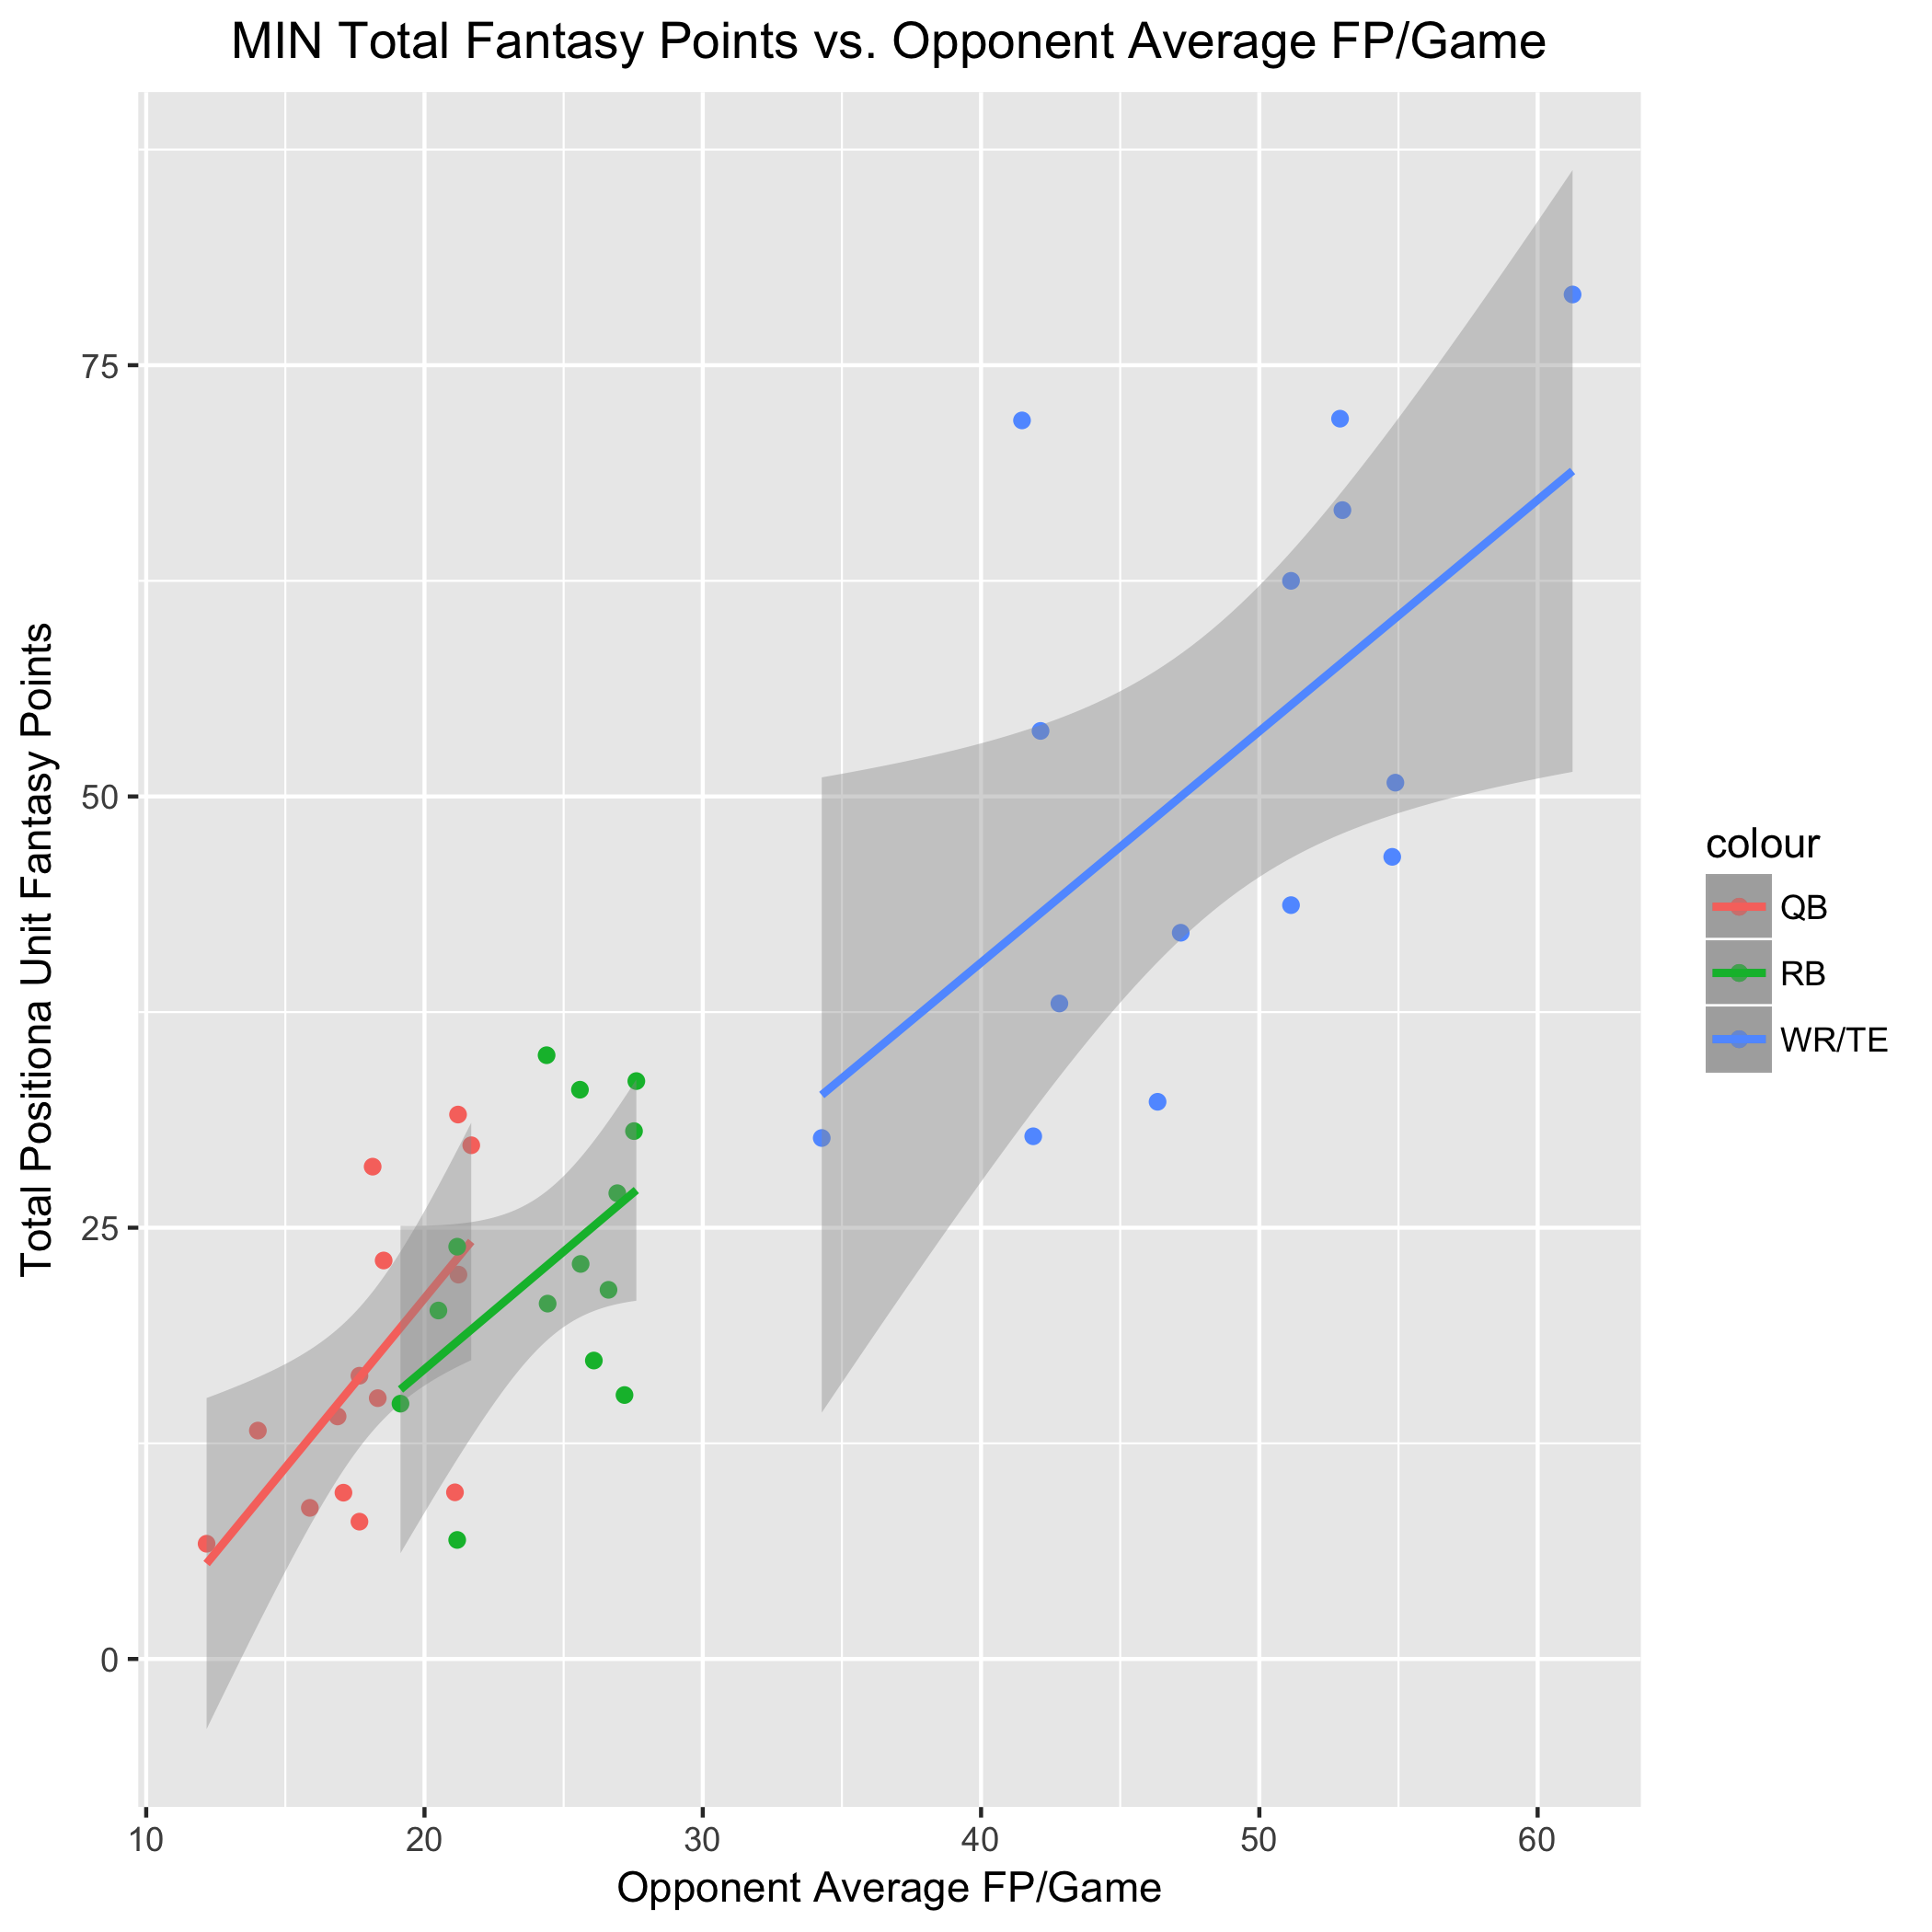 MIN Total Fantasy Points vs. Opponent Average FP/Game
Total Positiona Unit Fantasy Points
75
50
25
0
10 20 30 40 50 60
Opponent Average FP/Game
colour
QB
RB
WR/TE